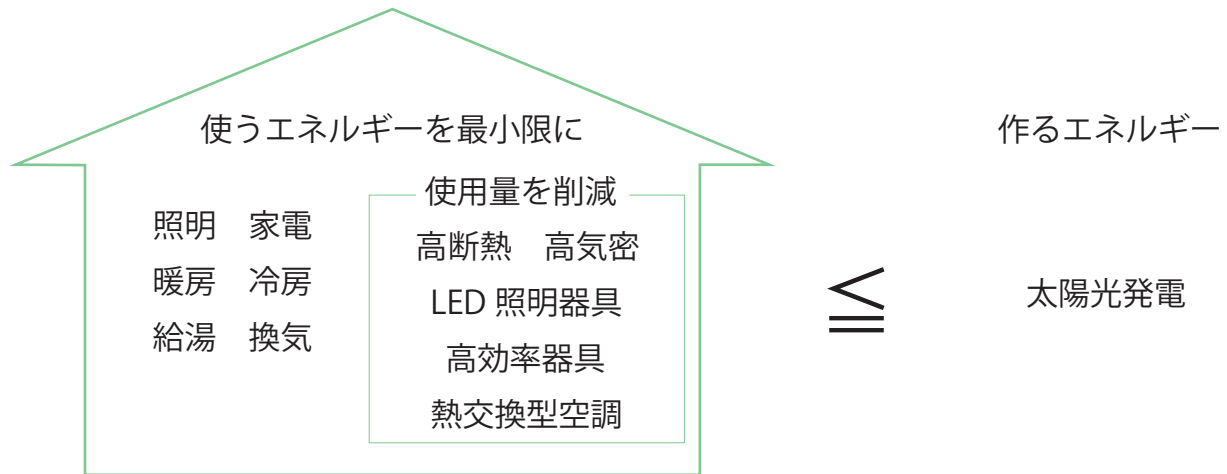 使うエネルギーを最小限に
作るエネルギー
照明　家電
暖房　冷房
給湯　換気
使用量を削減
高断熱　高気密
LED 照明器具
高効率器具
熱交換型空調
≦
太陽光発電